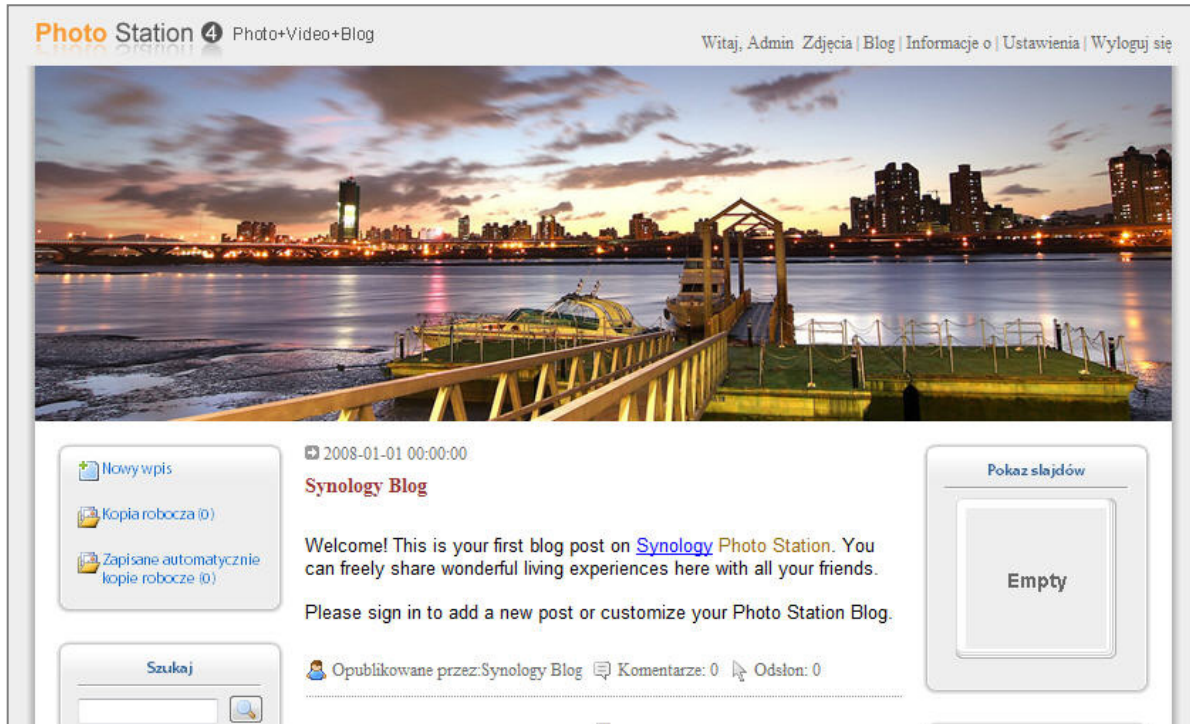 Photo Station 4 Photo+Video+Blog
Witaj, Admin Zdjęcia | Blog | Informacje o | Ustawienia | Wyloguj się
Nowy wpis
Kopia robocza (0)
Zapisane automatycznie
kopie robocze (0)
Szukaj
2008-01-01 00:00:00
Synology Blog
Welcome! This is your first blog post on Synology Photo Station. You
can freely share wonderful living experiences here with all your friends.
Please sign in to add a new post or customize your Photo Station Blog.
Opublikowane przez:Synology Blog Komentarze: 0 Odsłon: 0
Pokaz slajdów
Empty